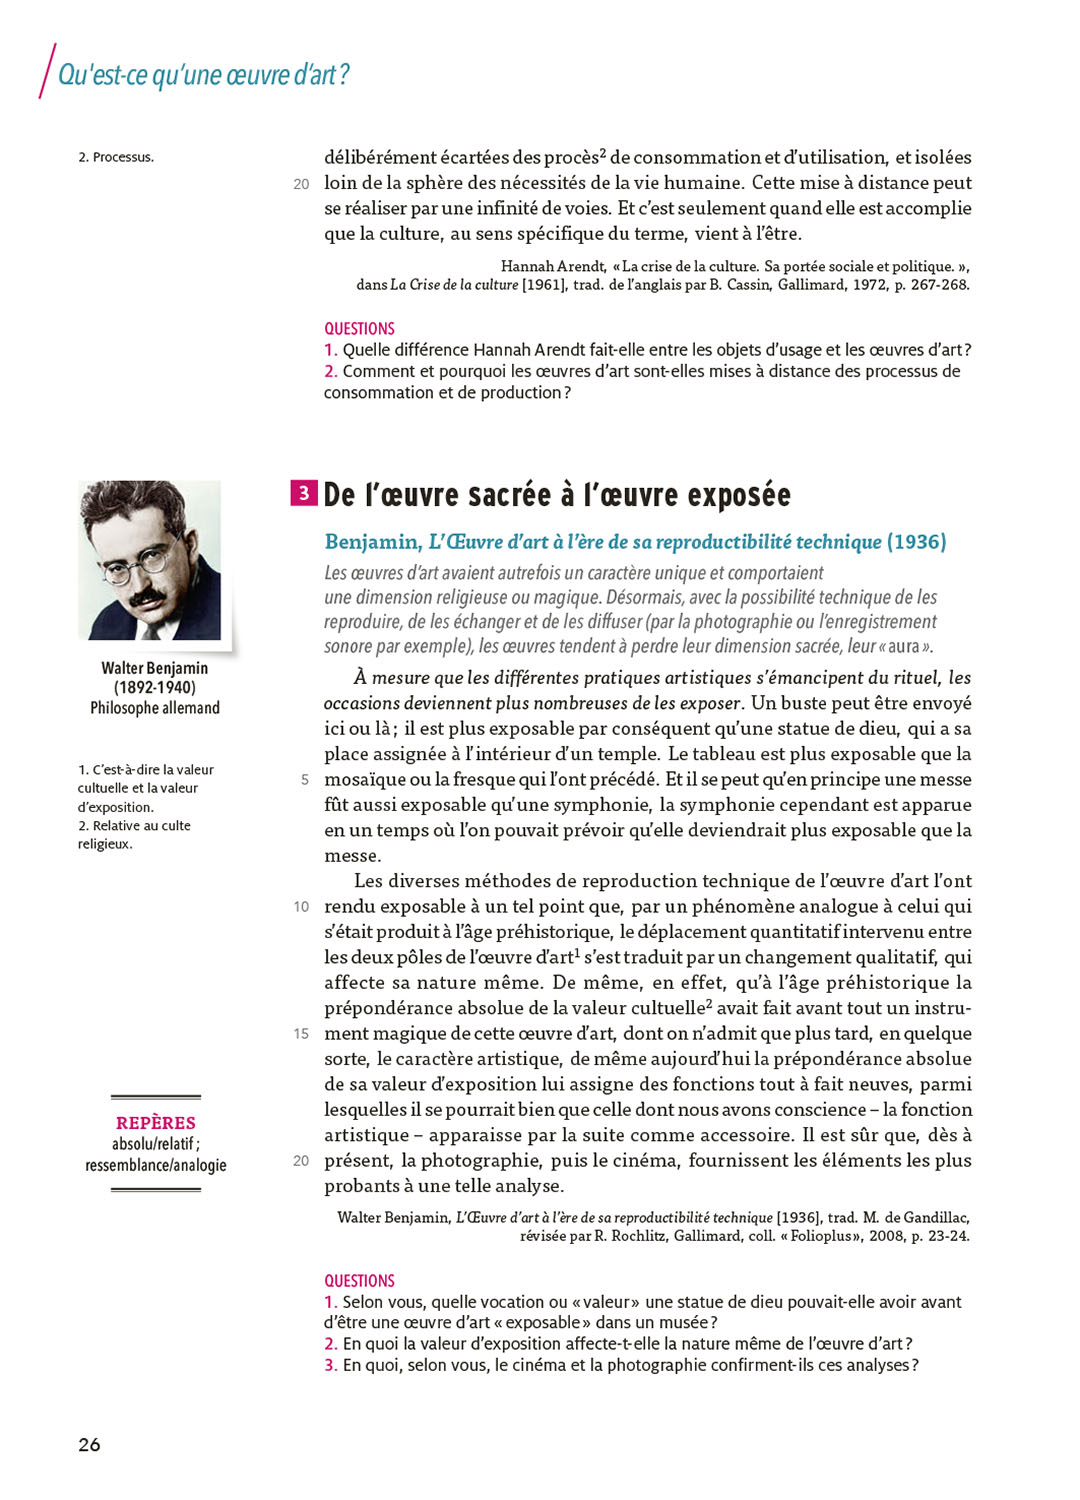 Qu'est-ce qu'une œuvre d'art ?
2. Processus.
délibérément écartées des procès² de consommation et d'utilisation, et isolées
20 loin de la sphère des nécessités de la vie humaine. Cette mise à distance peut
se réaliser par une infinité de voies. Et c'est seulement quand elle est accomplie
que la culture, au sens spécifique du terme, vient à l'être.
Hannah Arendt, « La crise de la culture. Sa portée sociale et politique. »,
dans La Crise de la culture [1961], trad. de l'anglais par B. Cassin, Gallimard, 1972, p. 267-268.
QUESTIONS
1. Quelle différence Hannah Arendt fait-elle entre les objets d'usage et les œuvres d'art ?
2. Comment et pourquoi les œuvres d'art sont-elles mises à distance des processus de
consommation et de production ?
3 De l'œuvre sacrée à l'œuvre exposée
Benjamin, L'Œuvre d'art à l'ère de sa reproductibilité technique (1936)
Les œuvres d'art avaient autrefois un caractère unique et comportaient
une dimension religieuse ou magique. Désormais, avec la possibilité technique de les
reproduire, de les échanger et de les diffuser (par la photographie ou l'enregistrement
sonore par exemple), les œuvres tendent à perdre leur dimension sacrée, leur « aura ».
Walter Benjamin
(1892-1940)
Philosophe allemand
À mesure que les différentes pratiques artistiques s'émancipent du rituel, les
occasions deviennent plus nombreuses de les exposer. Un buste peut être envoyé
ici ou là ; il est plus exposable par conséquent qu'une statue de dieu, qui a sa
place assignée à l'intérieur d'un temple. Le tableau est plus exposable que la
5 mosaïque ou la fresque qui l'ont précédé. Et il se peut qu'en principe une messe
fût aussi exposable qu'une symphonie, la symphonie cependant est apparue
en un temps où l'on pouvait prévoir qu'elle deviendrait plus exposable que la
messe.
1. C'est-à-dire la valeur
cultuelle et la valeur
d'exposition.
2. Relative au culte
religieux.
Les diverses méthodes de reproduction technique de l'œuvre d'art l'ont
10 rendu exposable à un tel point que, par un phénomène analogue à celui qui
s'était produit à l'âge préhistorique, le déplacement quantitatif intervenu entre
les deux pôles de l'œuvre d'art¹ s'est traduit par un changement qualitatif, qui
affecte sa nature même. De même, en effet, qu'à l'âge préhistorique la
prépondérance absolue de la valeur cultuelle² avait fait avant tout un instru-
15 ment magique de cette œuvre d'art, dont on n'admit que plus tard, en quelque
sorte, le caractère artistique, de même aujourd'hui la prépondérance absolue
de sa valeur d'exposition lui assigne des fonctions tout à fait neuves, parmi
lesquelles il se pourrait bien que celle dont nous avons conscience – la fonction
artistique – apparaisse par la suite comme accessoire. Il est sûr que, dès à
20 présent, la photographie, puis le cinéma, fournissent les éléments les plus
probants à une telle analyse.
REPÈRES
absolu/relatif ;
ressemblance/analogie
Walter Benjamin, L'Œuvre d'art à l'ère de sa reproductibilité technique [1936], trad. M. de Gandillac,
révisée par R. Rochlitz, Gallimard, coll. « Folioplus », 2008, p. 23-24.
QUESTIONS
1. Selon vous, quelle vocation ou « valeur » une statue de dieu pouvait-elle avoir avant
d'être une œuvre d'art « exposable » dans un musée ?
2. En quoi la valeur d'exposition affecte-t-elle la nature même de l'œuvre d'art ?
3. En quoi, selon vous, le cinéma et la photographie confirment-ils ces analyses ?
26